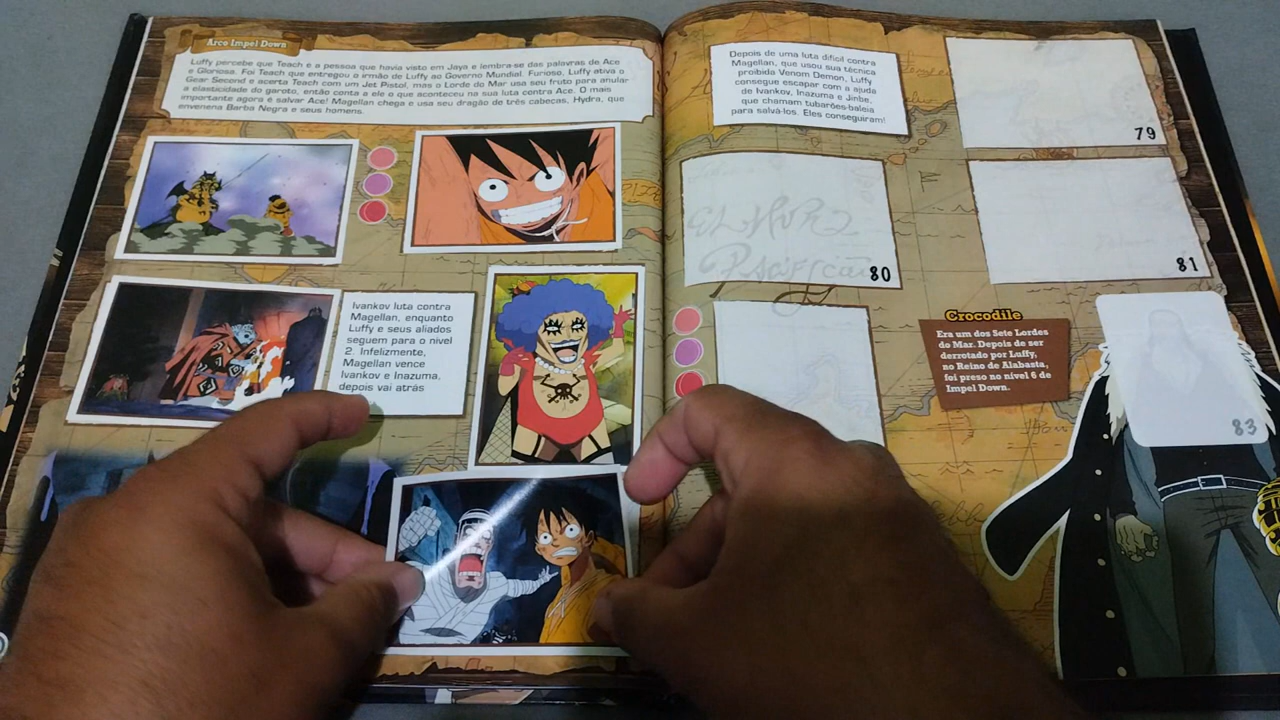 Arco Impel Down
Luffy percebe que Teach é a pessoa que havia visto em Jaya e lembra-se das palavras de Ace
e Gloriosa. Foi Teach que entregou o irmão de Luffy ao Governo Mundial. Furioso, Luffy ativa o
Gear Second e acerta Teach com um Jet Pistol, mas o Lorde do Mar usa seu fruto para anular
a elasticidade do garoto, então conta a ele o que aconteceu na sua luta contra Ace. O mais
importante agora é salvar Ace! Magellan chega e usa seu dragão de três cabeças, Hydra, que
envenena Barba Negra e seus homens.
Ivankov luta contra
Magellan, enquanto
Luffy e seus aliados
seguem para o nível
2. Infelizmente,
Magellan vence
Ivankov e Inazuma,
depois vai atrás
Depois de uma luta difícil contra
Magellan, que usou sua técnica
proibida Venom Demon, Luffy
consegue escapar com a ajuda
de Ivankov, Inazuma e Jinbe,
que chamam tubarões-baleia
para salvá-los. Eles conseguiram!
79
80
81
Crocodile
Era um dos Sete Lordes
do Mar. Depois de ser
derrotado por Luffy,
no Reino de Alabasta,
foi preso no nível 6 de
Impel Down.
83